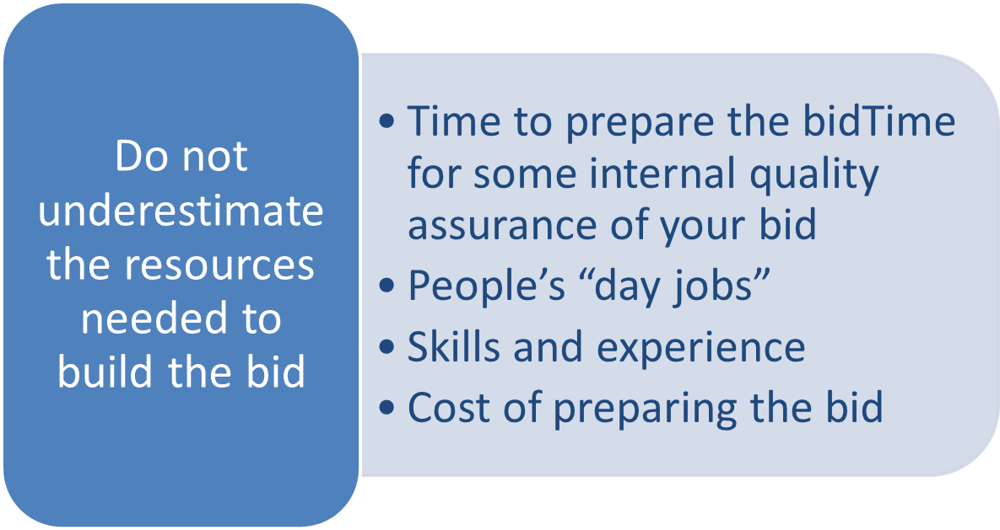 Do not
underestimate
the resources
needed to
build the bid
• Time to prepare the bidTime
for some internal quality
assurance of your bid
• People’s “day jobs”
• Skills and experience
• Cost of preparing the bid